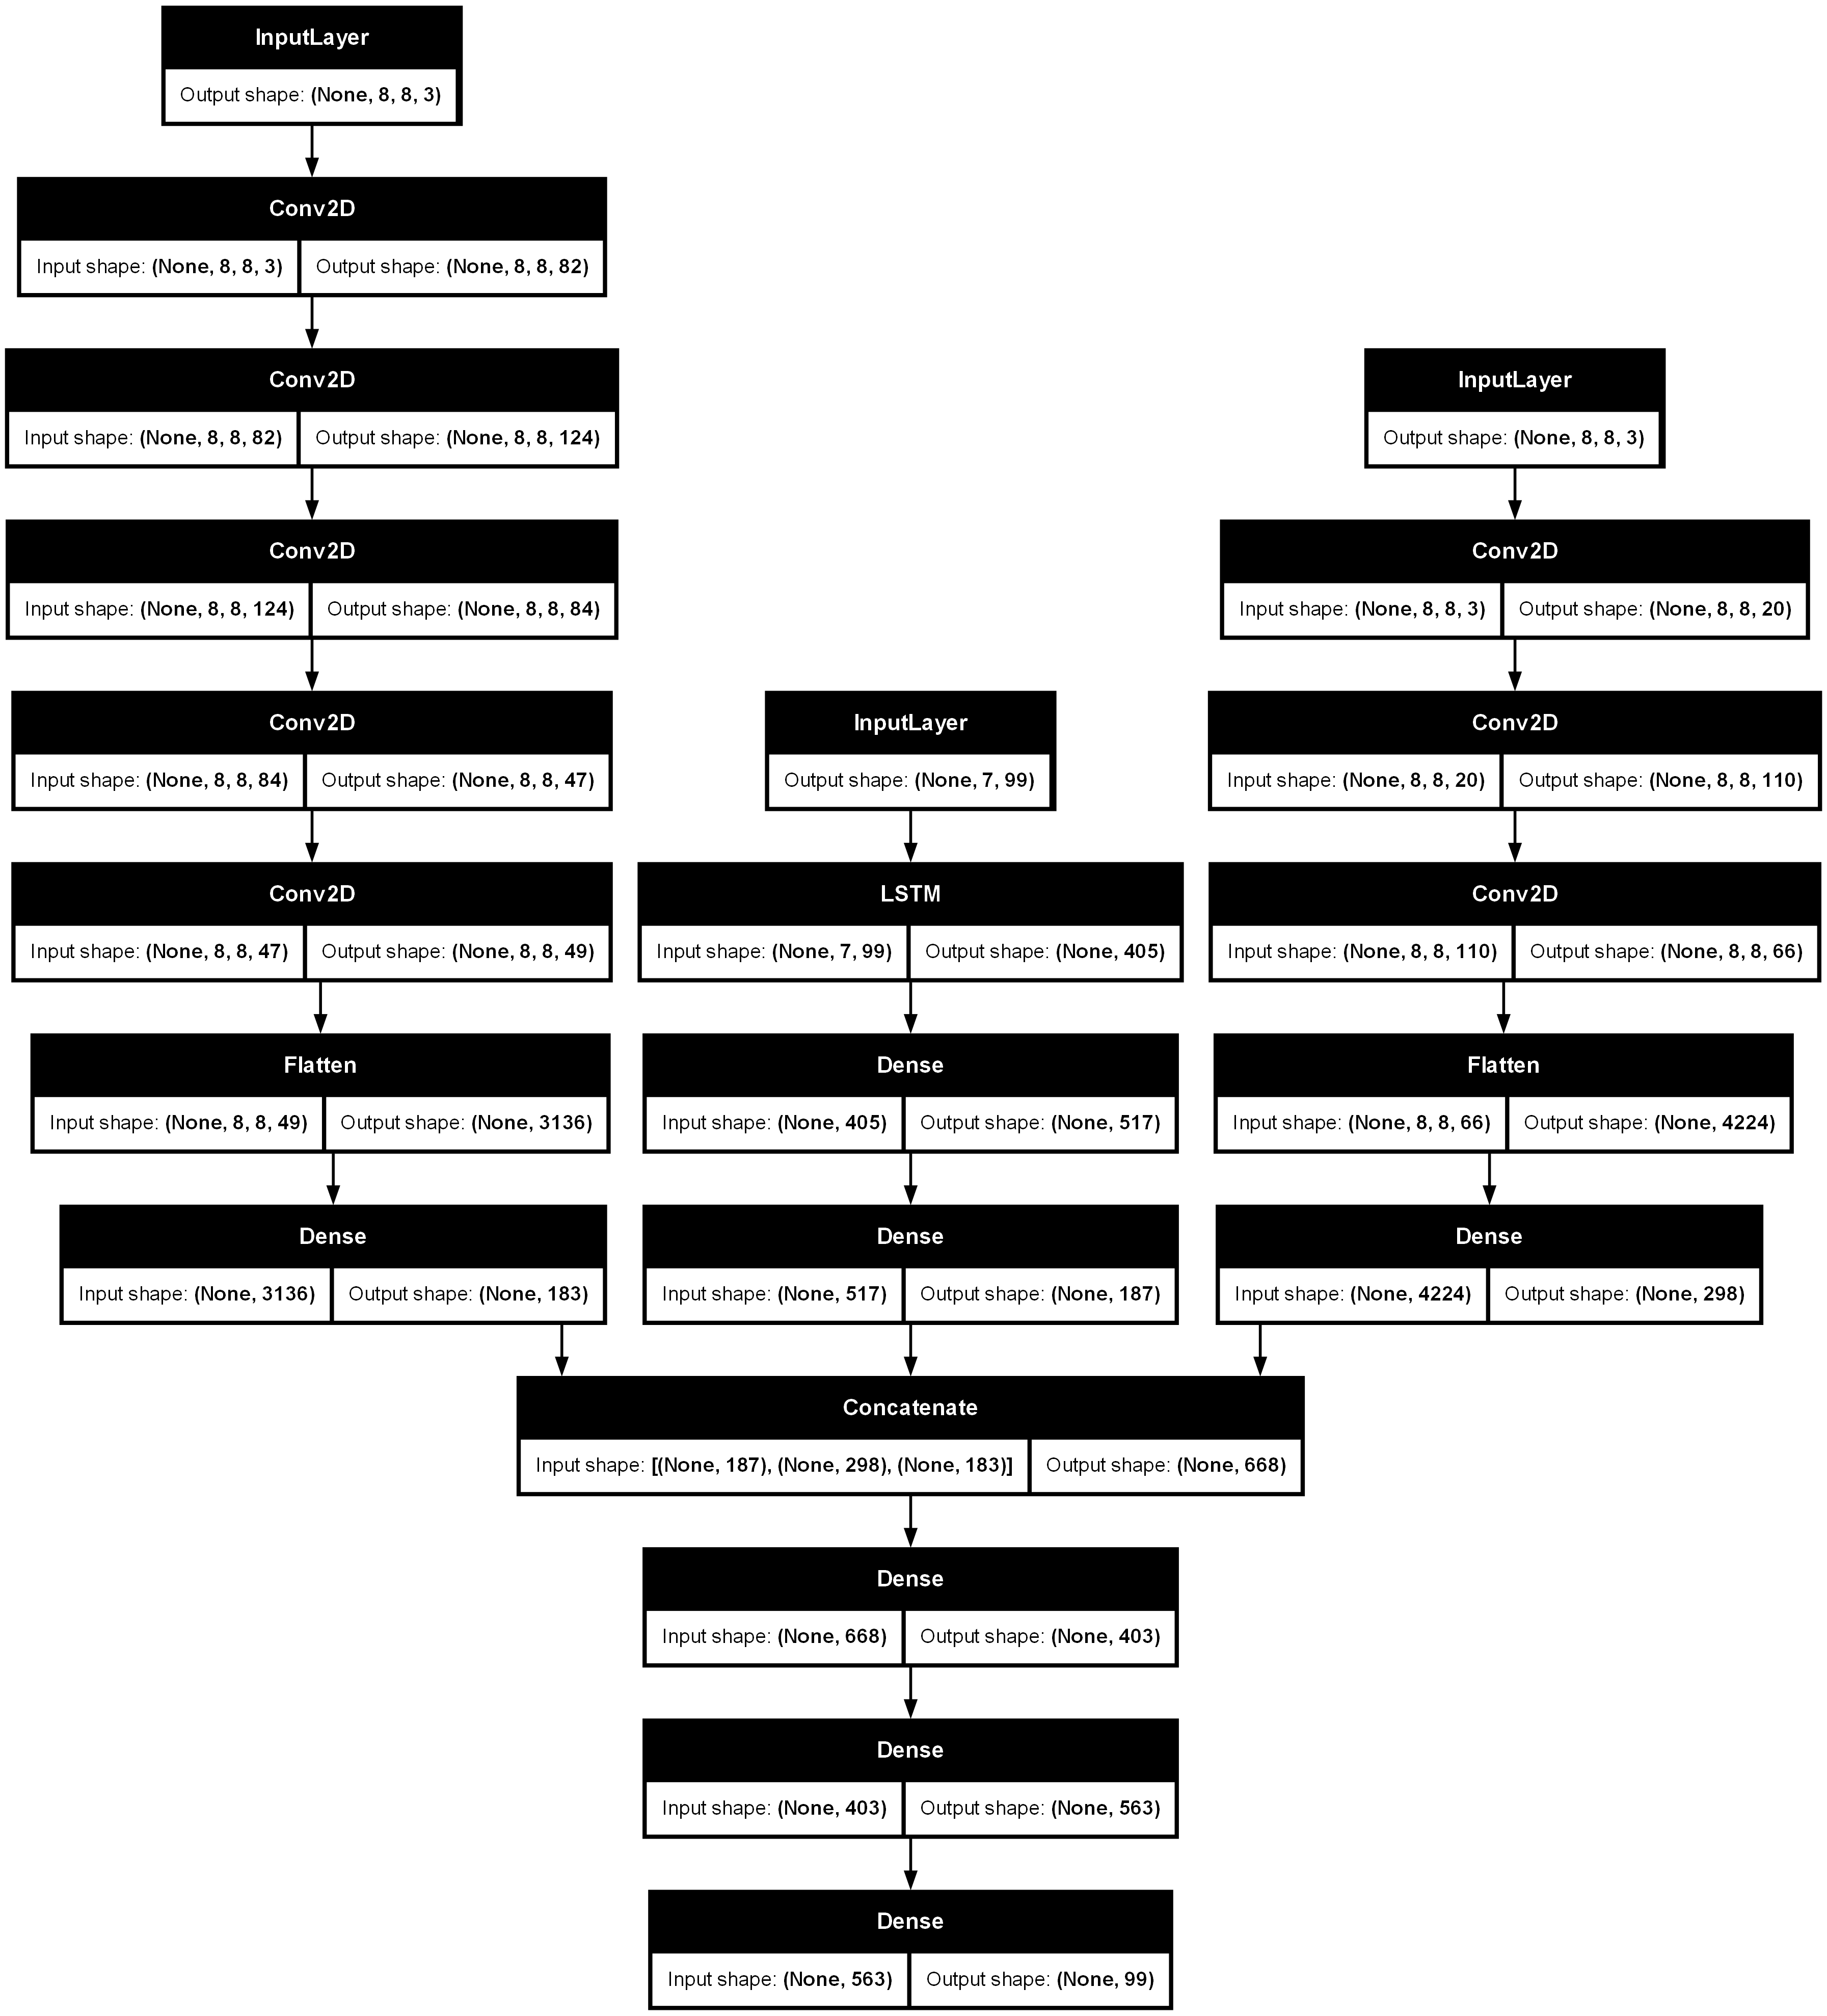 InputLayer
Output shape: (None, 8, 8, 3)
Conv2D
Input shape: (None, 8, 8, 3) Output shape: (None, 8, 8, 82)
Conv2D
Input shape: (None, 8, 8, 82) Output shape: (None, 8, 8, 124)
Conv2D
Input shape: (None, 8, 8, 124) Output shape: (None, 8, 8, 84)
Conv2D
Input shape: (None, 8, 8, 84) Output shape: (None, 8, 8, 47)
Conv2D
Input shape: (None, 8, 8, 47) Output shape: (None, 8, 8, 49)
Flatten
Input shape: (None, 8, 8, 49) Output shape: (None, 3136)
Dense
Input shape: (None, 3136) Output shape: (None, 183)
InputLayer
Output shape: (None, 7, 99)
LSTM
Input shape: (None, 7, 99) Output shape: (None, 405)
Dense
Input shape: (None, 405) Output shape: (None, 517)
Dense
Input shape: (None, 517) Output shape: (None, 187)
InputLayer
Output shape: (None, 8, 8, 3)
Conv2D
Input shape: (None, 8, 8, 3) Output shape: (None, 8, 8, 20)
Conv2D
Input shape: (None, 8, 8, 20) Output shape: (None, 8, 8, 110)
Conv2D
Input shape: (None, 8, 8, 110) Output shape: (None, 8, 8, 66)
Flatten
Input shape: (None, 8, 8, 66) Output shape: (None, 4224)
Dense
Input shape: (None, 4224) Output shape: (None, 298)
Concatenate
Input shape: [(None, 187), (None, 298), (None, 183)] Output shape: (None, 668)
Dense
Input shape: (None, 668) Output shape: (None, 403)
Dense
Input shape: (None, 403) Output shape: (None, 563)
Dense
Input shape: (None, 563) Output shape: (None, 99)